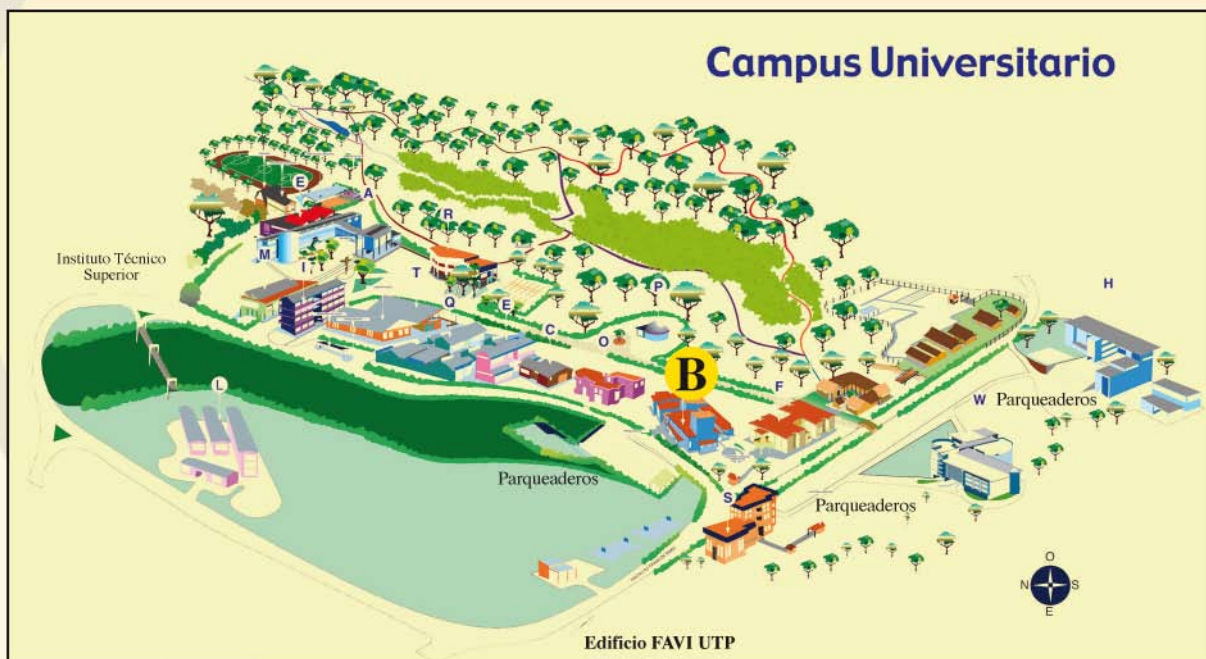 Campus Universitario
E
A
R
Instituto Técnico
Superior
M
I
T
Q
E
P
H
C
O
B
F
L
W
Parqueaderos
Parqueaderos
S
Parqueaderos
O
N S
E
Edificio FAVI UTP